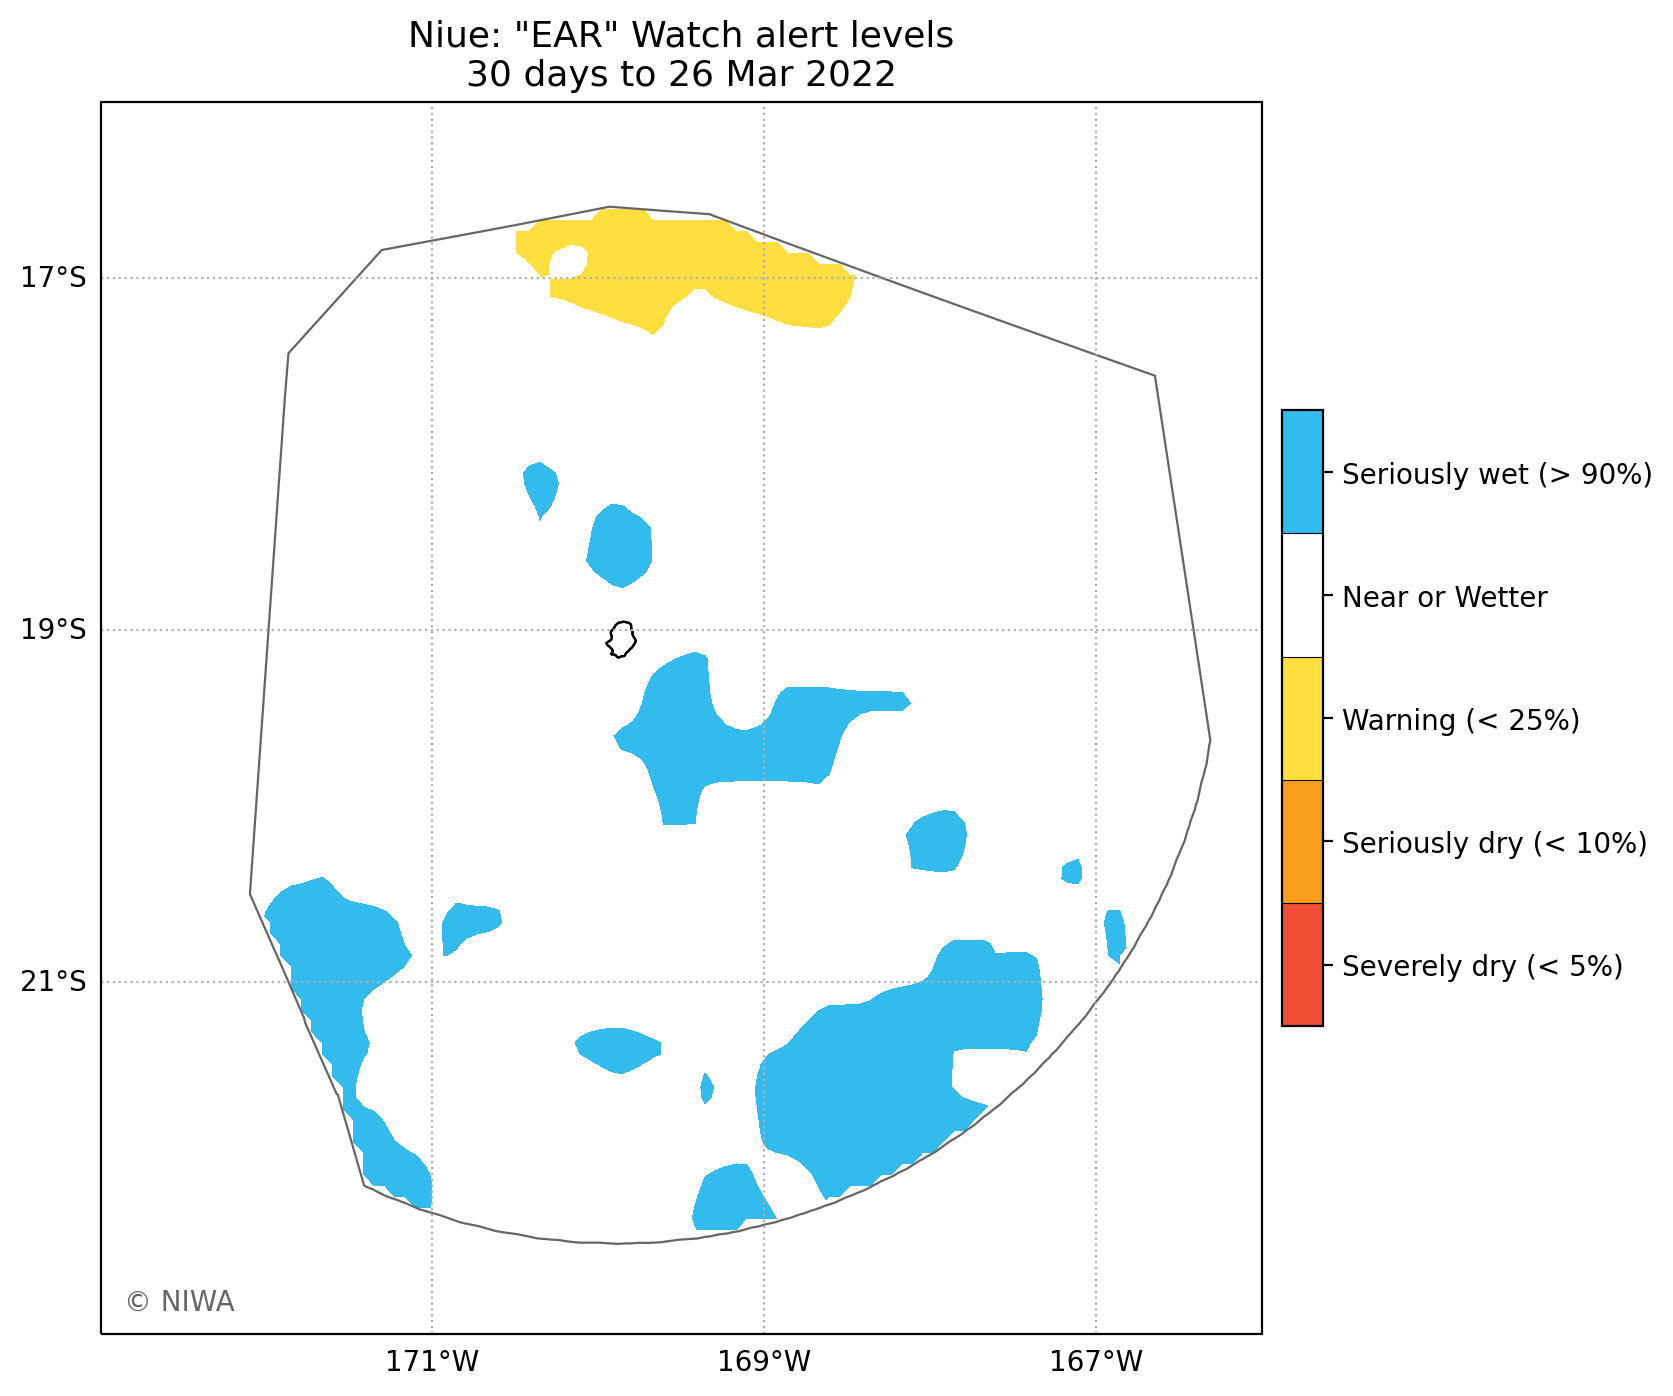 Niue: "EAR" Watch alert levels
30 days to 26 Mar 2022
17°S
19°S
21°S
171°W
169°W
167°W
Seriously wet (> 90%)
Near or Wetter
Warning (< 25%)
Seriously dry (< 10%)
Severely dry (< 5%)
© NIWA